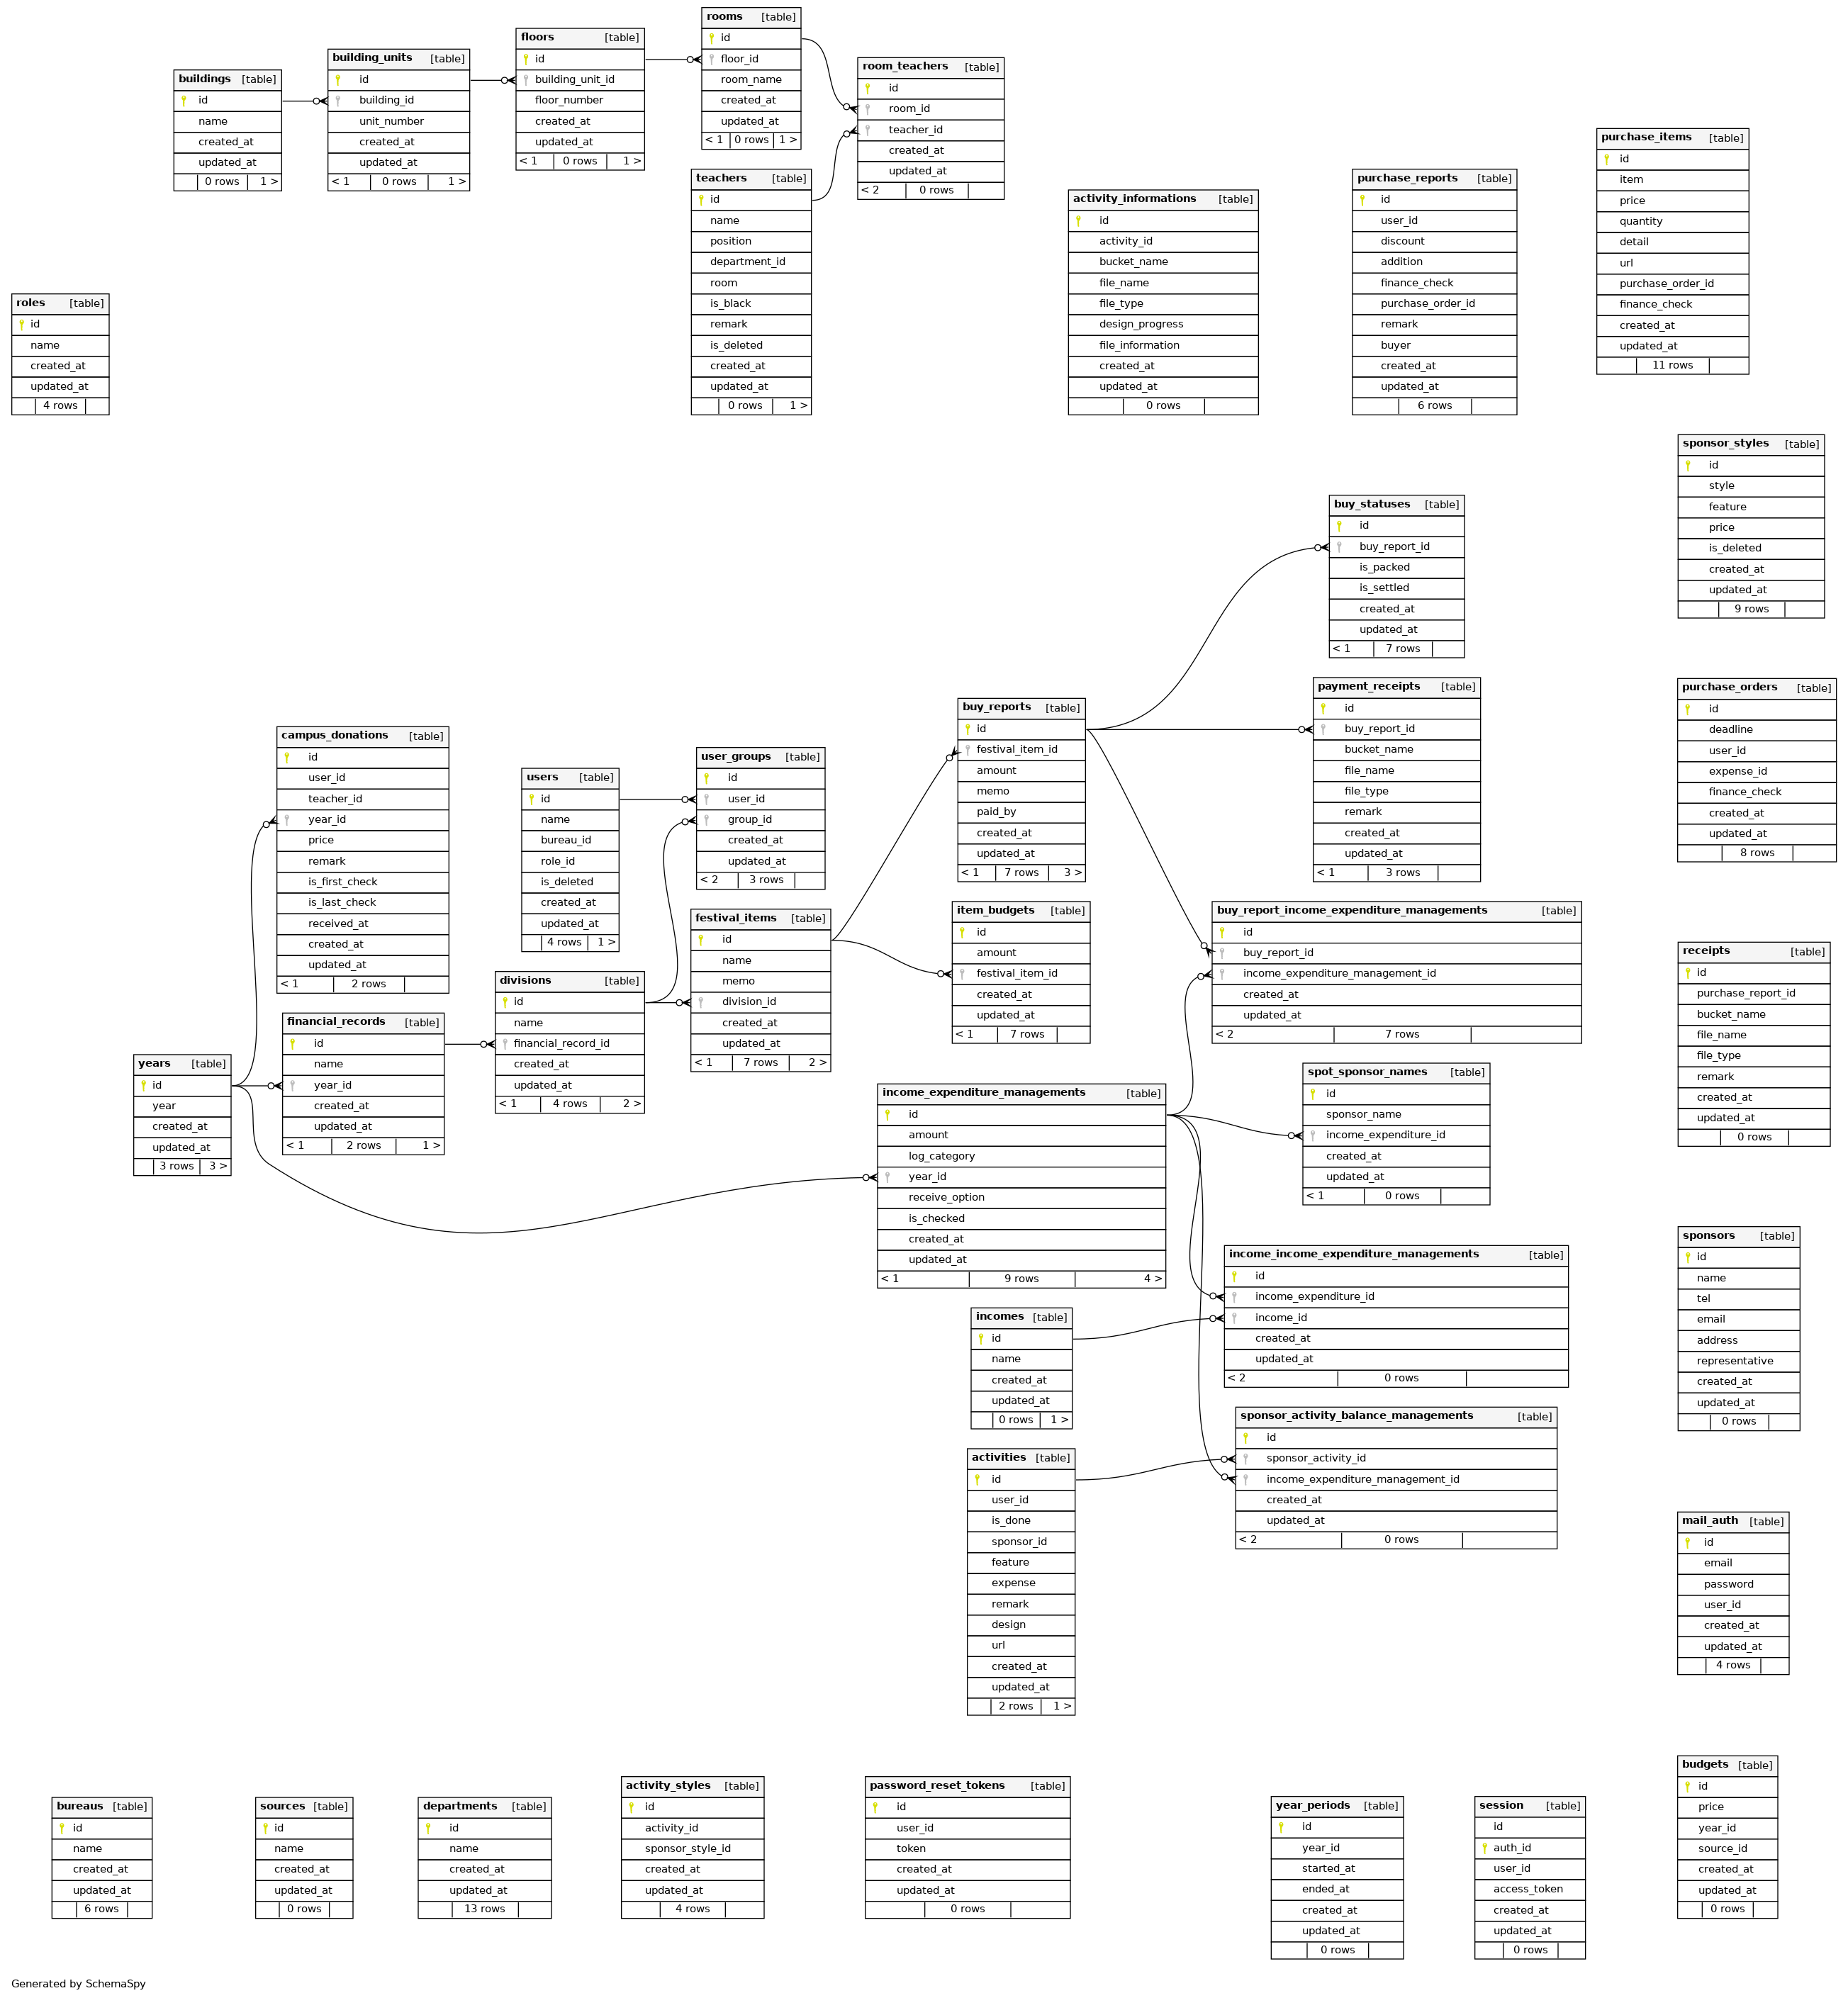 rooms [table]
id
floor_id
room_name
created_at
updated_at
< 1 0 rows 1 >
floors [table]
id
building_unit_id
floor_number
created_at
updated_at
< 1 0 rows 1 >
building_units [table]
id
building_id
unit_number
created_at
updated_at
< 1 0 rows 1 >
buildings [table]
id
name
created_at
updated_at
0 rows 1 >
room_teachers [table]
id
room_id
teacher_id
created_at
updated_at
< 2 0 rows
teachers [table]
id
name
position
department_id
room
is_black
remark
is_deleted
created_at
updated_at
0 rows 1 >
activity_informations [table]
id
activity_id
bucket_name
file_name
file_type
design_progress
file_information
created_at
updated_at
0 rows
purchase_reports [table]
id
user_id
discount
addition
finance_check
purchase_order_id
remark
buyer
created_at
updated_at
6 rows
purchase_items [table]
id
item
price
quantity
detail
url
purchase_order_id
finance_check
created_at
updated_at
11 rows
roles [table]
id
name
created_at
updated_at
4 rows
sponsor_styles [table]
id
style
feature
price
is_deleted
created_at
updated_at
9 rows
buy_statuses [table]
id
buy_report_id
is_packed
is_settled
created_at
updated_at
< 1 7 rows
payment_receipts [table]
id
buy_report_id
bucket_name
file_name
file_type
remark
created_at
updated_at
< 1 3 rows
purchase_orders [table]
id
deadline
user_id
expense_id
finance_check
created_at
updated_at
8 rows
buy_reports [table]
id
festival_item_id
amount
memo
paid_by
created_at
updated_at
< 1 7 rows 3 >
campus_donations [table]
id
user_id
teacher_id
year_id
price
remark
is_first_check
is_last_check
received_at
created_at
updated_at
< 1 2 rows
users [table]
id
name
bureau_id
role_id
is_deleted
created_at
updated_at
4 rows 1 >
user_groups [table]
id
user_id
group_id
created_at
updated_at
< 2 3 rows
festival_items [table]
id
name
memo
division_id
created_at
updated_at
< 1 7 rows 2 >
item_budgets [table]
id
amount
festival_item_id
created_at
updated_at
< 1 7 rows
buy_report_income_expenditure_managements [table]
id
buy_report_id
income_expenditure_management_id
created_at
updated_at
< 2 7 rows
receipts [table]
id
purchase_report_id
bucket_name
file_name
file_type
remark
created_at
updated_at
0 rows
divisions [table]
id
name
financial_record_id
created_at
updated_at
< 1 4 rows 2 >
financial_records [table]
id
name
year_id
created_at
updated_at
< 1 2 rows 1 >
years [table]
id
year
created_at
updated_at
3 rows 3 >
income_expenditure_managements [table]
id
amount
log_category
year_id
receive_option
is_checked
created_at
updated_at
< 1 9 rows 4 >
spot_sponsor_names [table]
id
sponsor_name
income_expenditure_id
created_at
updated_at
< 1 0 rows
sponsors [table]
id
name
tel
email
address
representative
created_at
updated_at
0 rows
income_income_expenditure_managements [table]
id
income_expenditure_id
income_id
created_at
updated_at
< 2 0 rows
incomes [table]
id
name
created_at
updated_at
0 rows 1 >
sponsor_activity_balance_managements [table]
id
sponsor_activity_id
income_expenditure_management_id
created_at
updated_at
< 2 0 rows
activities [table]
id
user_id
is_done
sponsor_id
feature
expense
remark
design
url
created_at
updated_at
2 rows 1 >
mail_auth [table]
id
email
password
user_id
created_at
updated_at
4 rows
bureaus [table]
id
name
created_at
updated_at
6 rows
sources [table]
id
name
created_at
updated_at
0 rows
departments [table]
id
name
created_at
updated_at
13 rows
activity_styles [table]
id
activity_id
sponsor_style_id
created_at
updated_at
4 rows
password_reset_tokens [table]
id
user_id
token
created_at
updated_at
0 rows
year_periods [table]
id
year_id
started_at
ended_at
created_at
updated_at
0 rows
session [table]
id
auth_id
user_id
access_token
created_at
updated_at
0 rows
budgets [table]
id
price
year_id
source_id
created_at
updated_at
0 rows
Generated by SchemaSpy